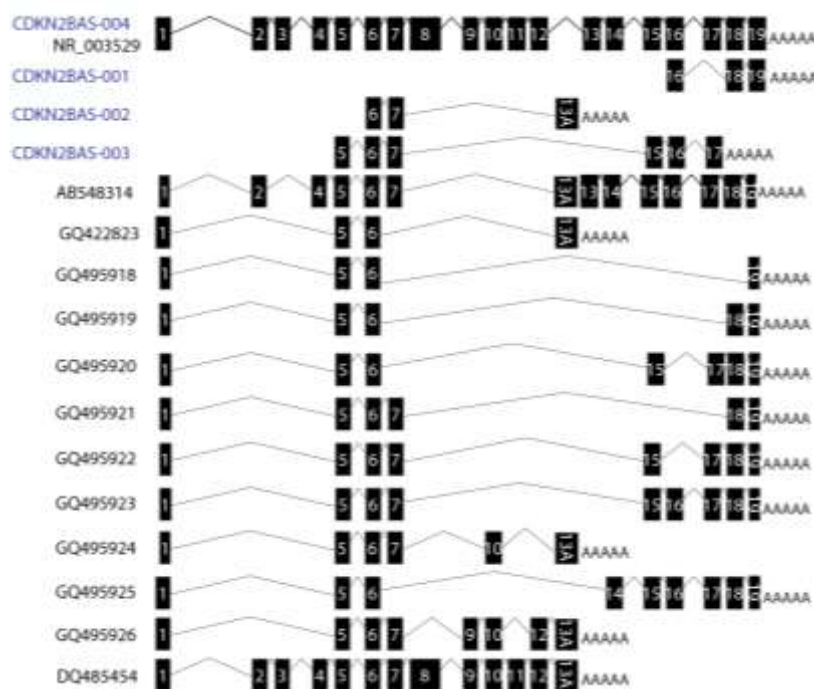 CDKN2BAS-004
NR_003529 1 2 3 4 5 6 7 8 9 10 11 12 13 14 15 16 17 18 19 AAAAA
CDKN2BAS-001 16 18 19 AAAAA
CDKN2BAS-002 6 7 13A AAAAA
CDKN2BAS-003 5 6 7 15 16 17 AAAAA
AB548314 1 2 4 5 6 7 13A 13 14 15 16 17 18 AAAAA
GQ422823 1 5 6 13A AAAAA
GQ495918 1 5 6 AAAAA
GQ495919 1 5 6 18 AAAAA
GQ495920 1 5 6 15 17 18 AAAAA
GQ495921 1 5 6 7 18 AAAAA
GQ495922 1 5 6 7 15 17 18 AAAAA
GQ495923 1 5 6 7 15 16 17 18 AAAAA
GQ495924 1 5 6 7 10 13A AAAAA
GQ495925 1 5 6 14 15 16 17 18 AAAAA
GQ495926 1 5 6 7 9 10 12 13A AAAAA
DQ485454 1 2 3 4 5 6 7 8 9 10 11 12 13A AAAAA